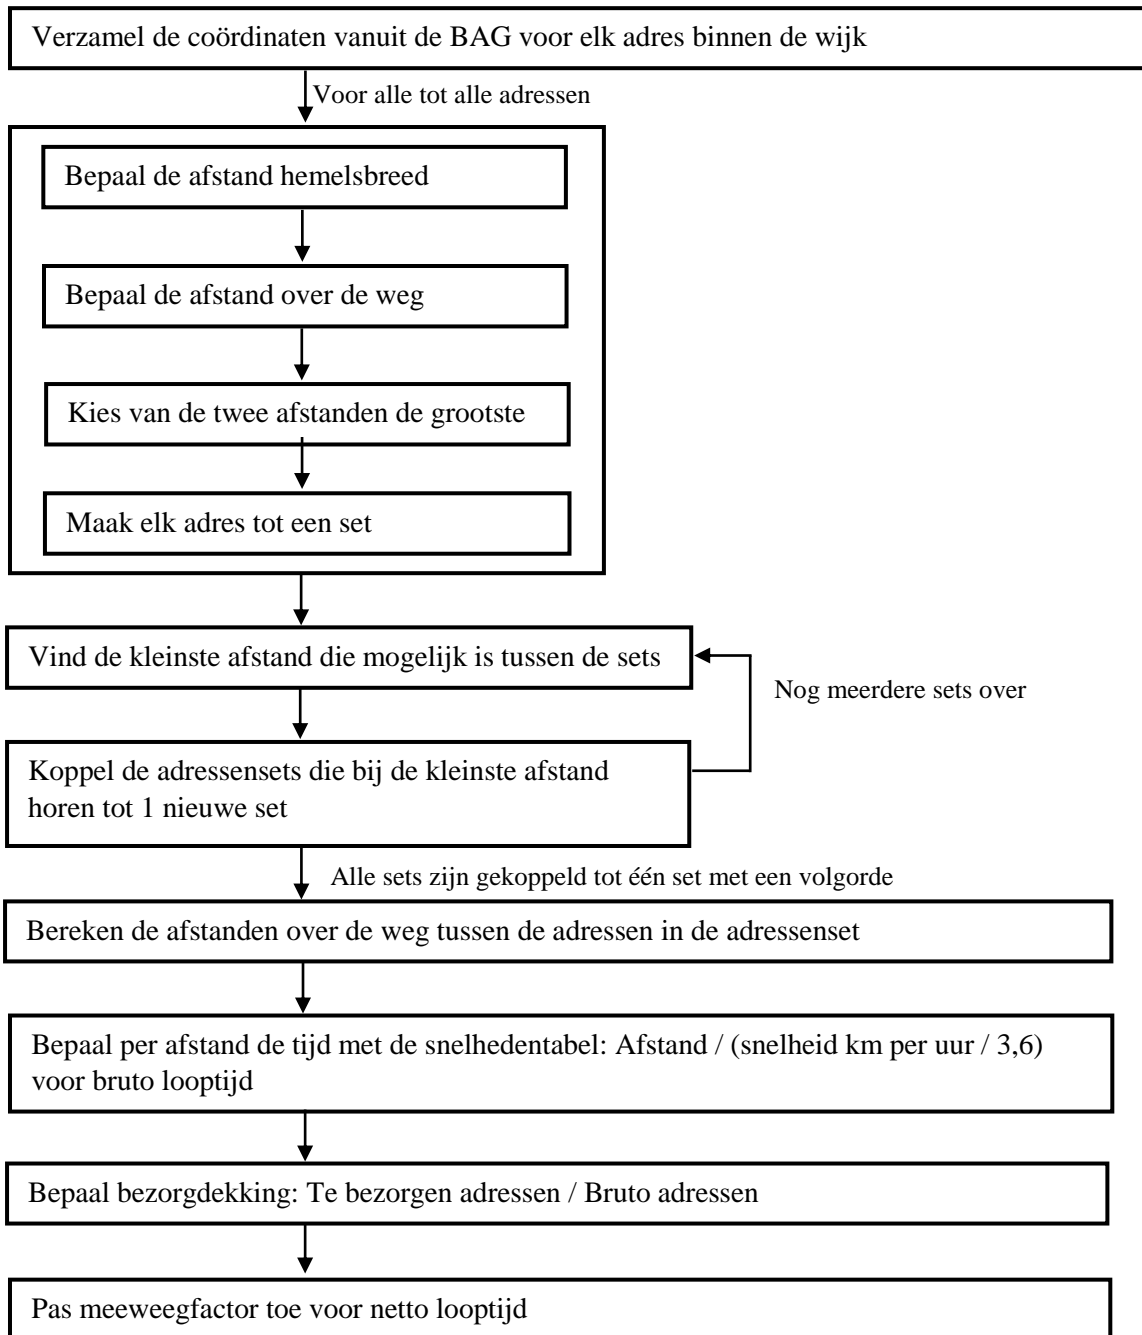 Verzamel de coördinaten vanuit de BAG voor elk adres binnen de wijk
Voor alle tot alle adressen
Bepaal de afstand hemelsbreed
Bepaal de afstand over de weg
Kies van de twee afstanden de grootste
Maak elk adres tot een set
Vind de kleinste afstand die mogelijk is tussen de sets
Nog meerdere sets over
Koppel de adressensets die bij de kleinste afstand
horen tot 1 nieuwe set
Alle sets zijn gekoppeld tot één set met een volgorde
Bereken de afstanden over de weg tussen de adressen in de adressenset
Bepaal per afstand de tijd met de snelhedentabel: Afstand / (snelheid km per uur / 3,6)
voor bruto looptijd
Bepaal bezorgdekking: Te bezorgen adressen / Bruto adressen
Pas meeweegfactor toe voor netto looptijd